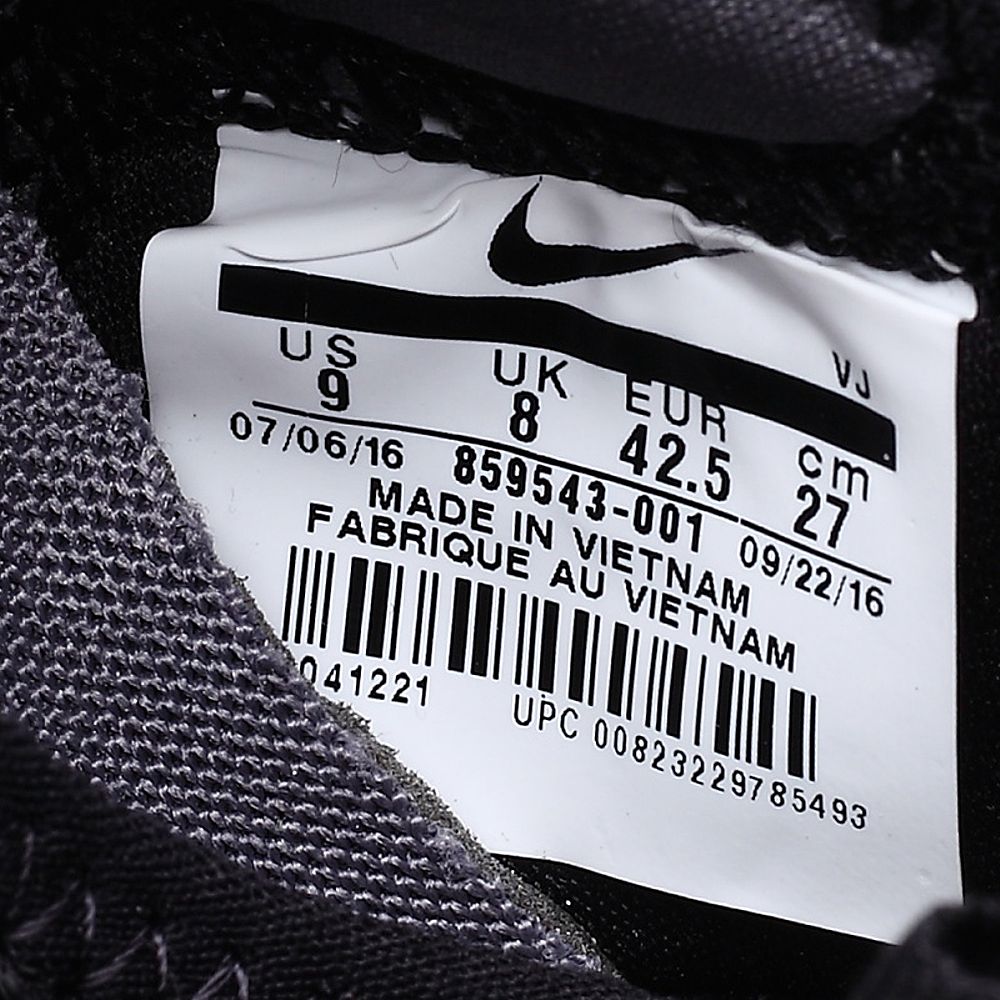 VJ
US UK EUR cm
9 8 42.5 27
07/06/16 859543-001 09/22/16
MADE IN VIETNAM
FABRIQUE AU VIETNAM
041221 UPC 00823229785493